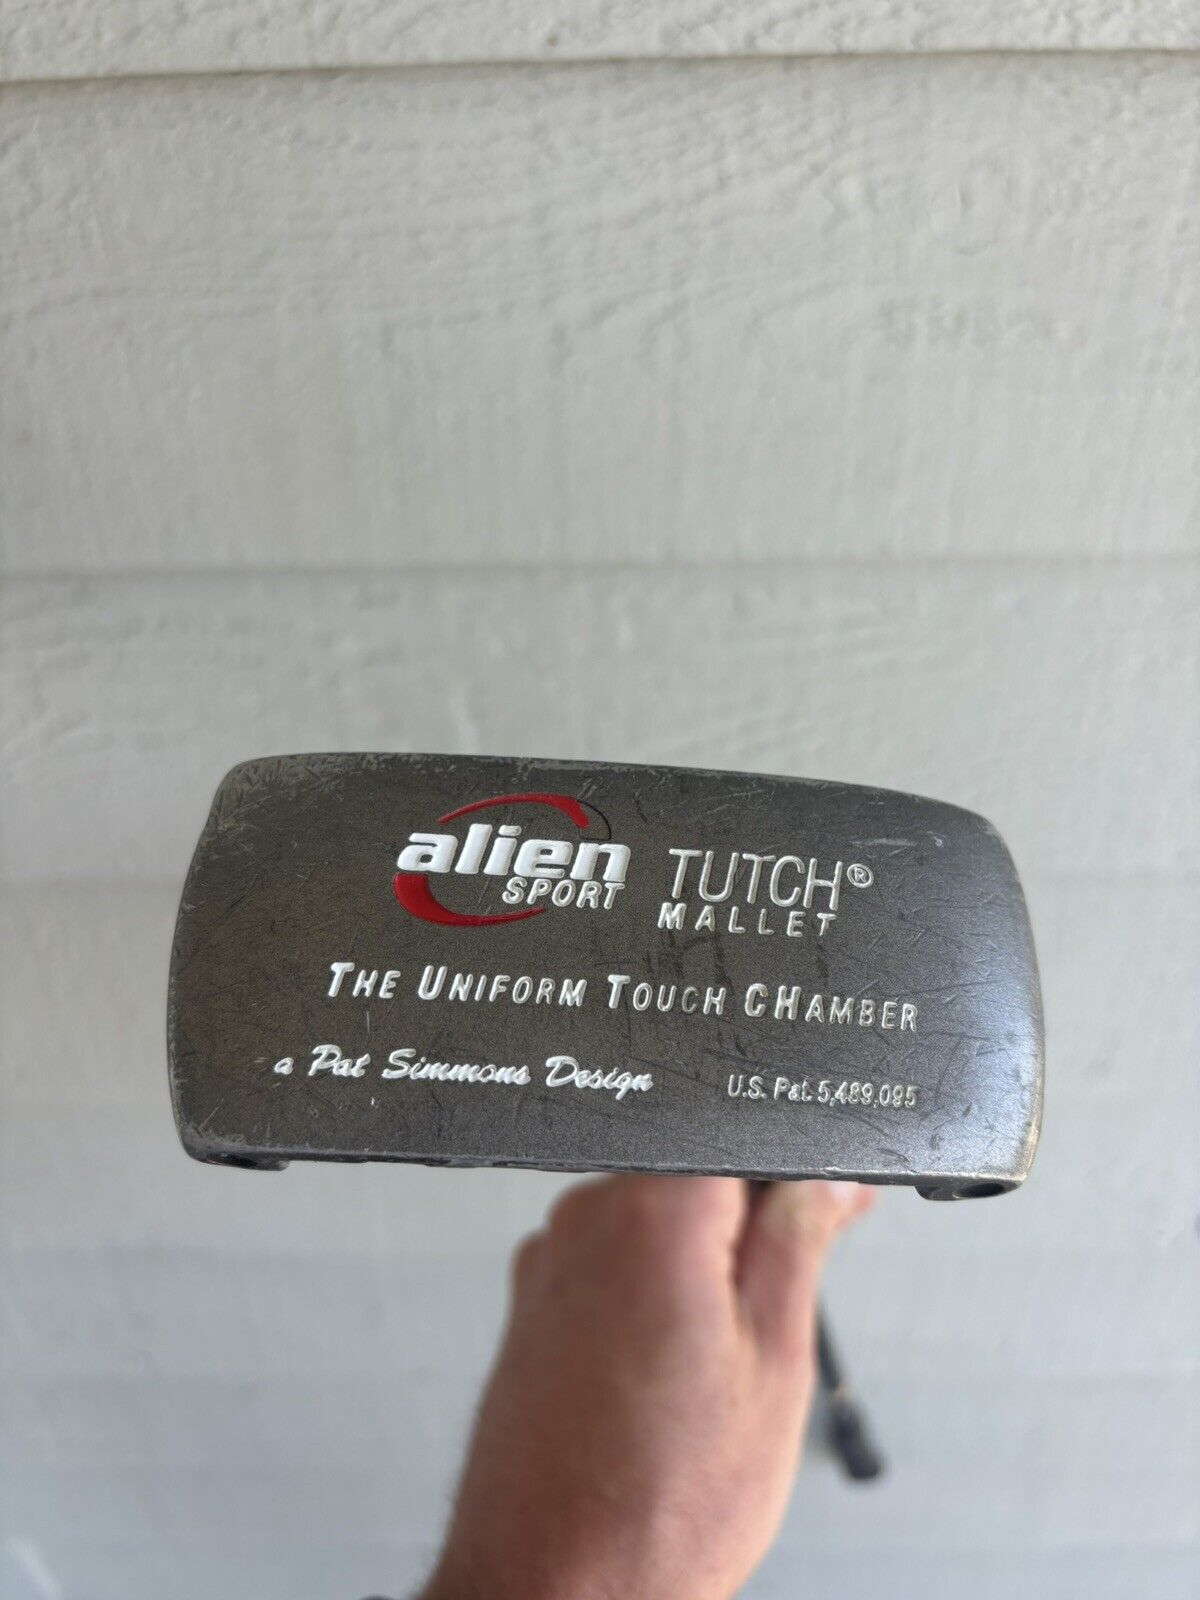 alien
SPORT
TUTCH®
MALLET
THE UNIFORM TOUCH CHAMBER
a Pat Simmons Design
U.S. Pat. 5,489,095